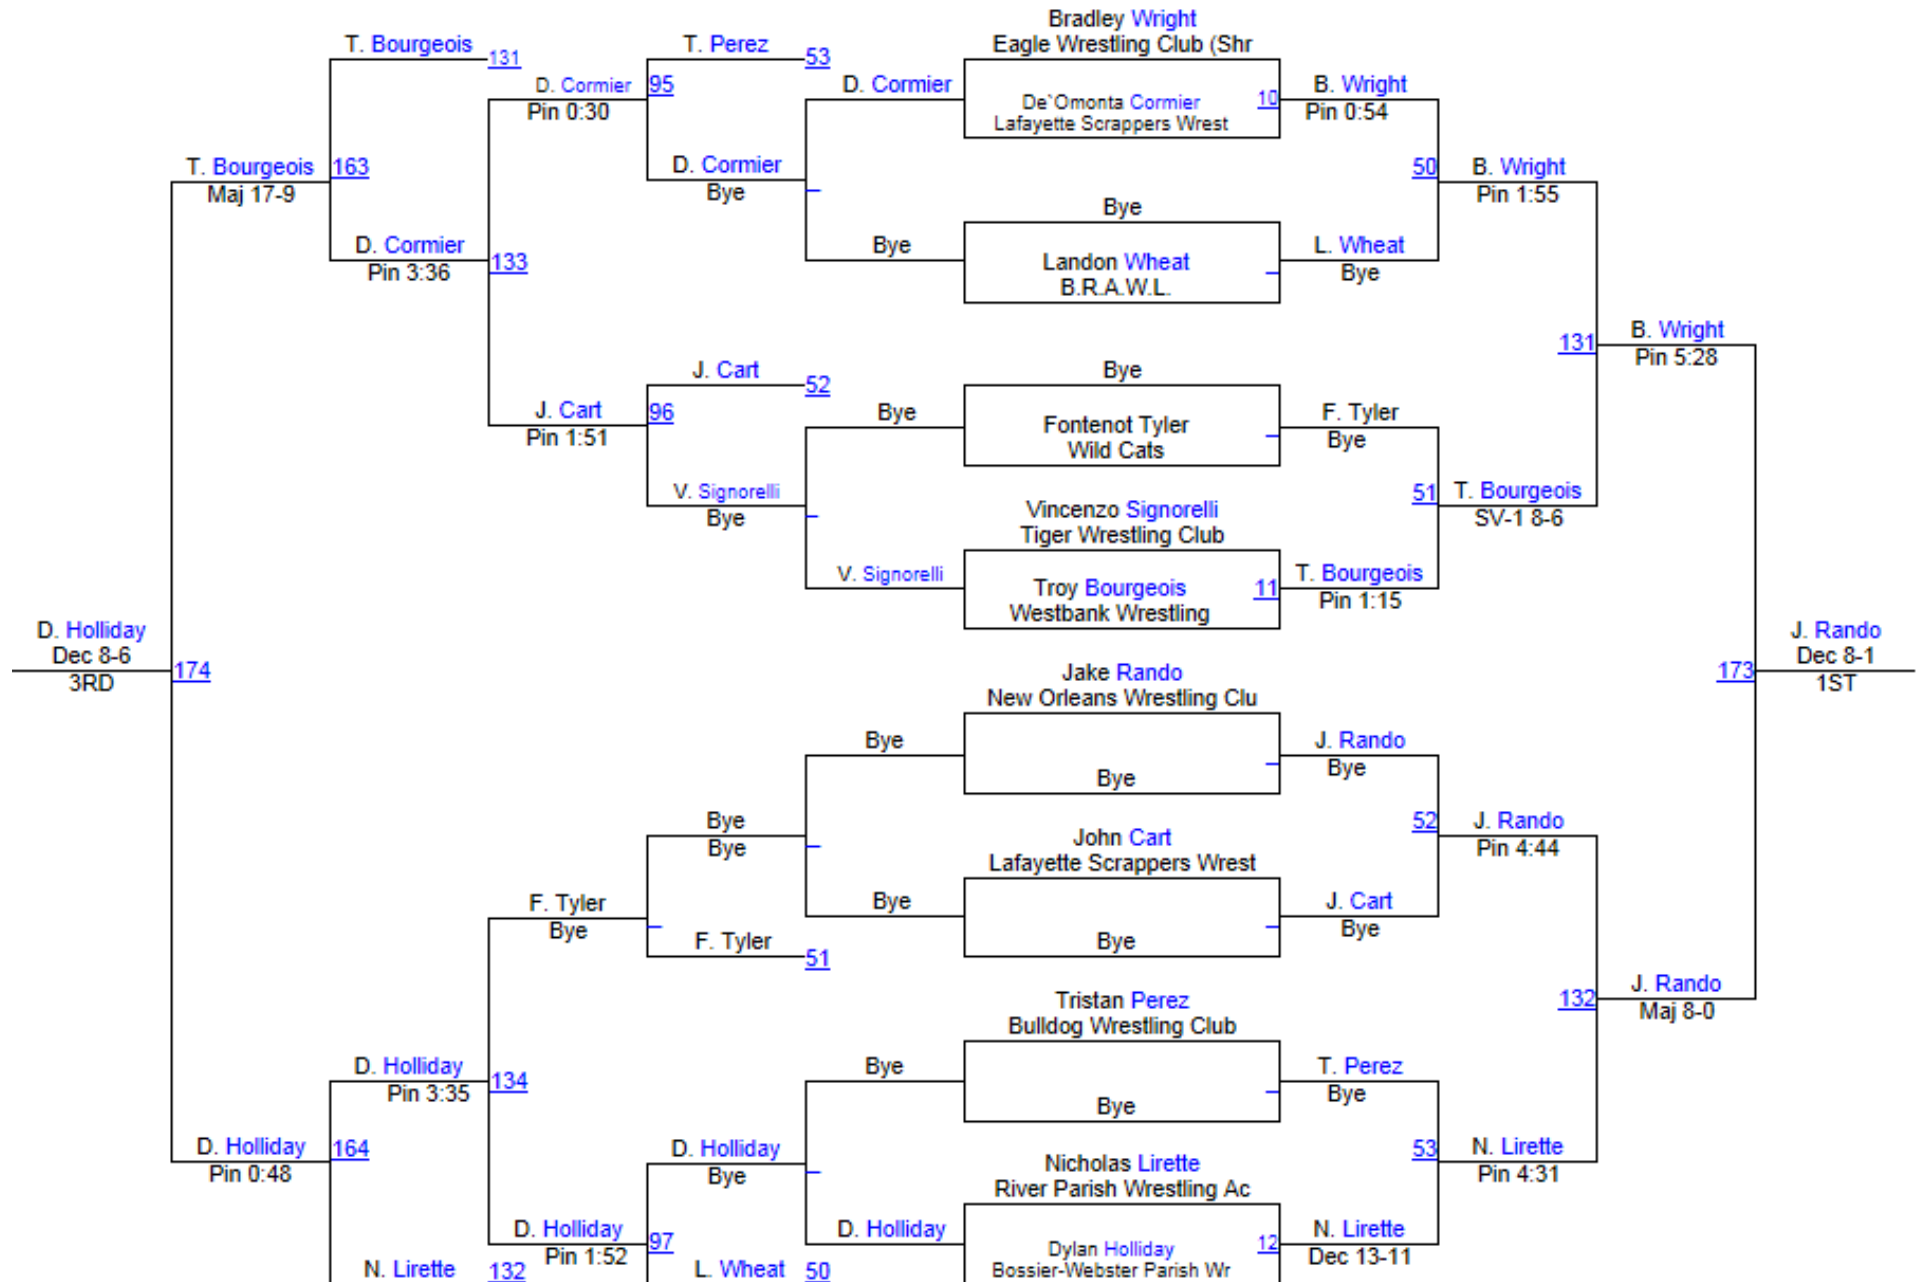 Bradley Wright
T. Bourgeois
131
T. Perez
53
Eagle Wrestling Club (Shr
D. Cormier
Pin 0:30
95
D. Cormier
De`Omonta Cormier
Lafayette Scrappers Wrest
10
B. Wright
Pin 0:54
T. Bourgeois
Maj 17-9
163
D. Cormier
Bye
50
B. Wright
Pin 1:55
Bye
D. Cormier
Pin 3:36
133
Bye
Landon Wheat
B.R.A.W.L.
L. Wheat
Bye
131
B. Wright
Pin 5:28
J. Cart
52
Bye
J. Cart
Pin 1:51
96
Bye
Fontenot Tyler
Wild Cats
F. Tyler
Bye
V. Signorelli
Bye
Vincenzo Signorelli
Tiger Wrestling Club
51
T. Bourgeois
SV-1 8-6
V. Signorelli
Troy Bourgeois
Westbank Wrestling
11
T. Bourgeois
Pin 1:15
D. Holliday
Dec 8-6
3RD
174
173
J. Rando
Dec 8-1
1ST
Jake Rando
New Orleans Wrestling Clu
Bye
Bye
J. Rando
Bye
Bye
Bye
John Cart
Lafayette Scrappers Wrest
52
J. Rando
Pin 4:44
F. Tyler
Bye
F. Tyler
51
Bye
Bye
J. Cart
Bye
Tristan Perez
Bulldog Wrestling Club
132
J. Rando
Maj 8-0
D. Holliday
Pin 3:35
134
Bye
Bye
T. Perez
Bye
D. Holliday
Pin 0:48
164
D. Holliday
Bye
Nicholas Lirette
River Parish Wrestling Ac
53
N. Lirette
Pin 4:31
D. Holliday
Pin 1:52
97
D. Holliday
Dylan Holliday
Bossier-Webster Parish Wr
12
N. Lirette
Dec 13-11
N. Lirette
132
L. Wheat
50